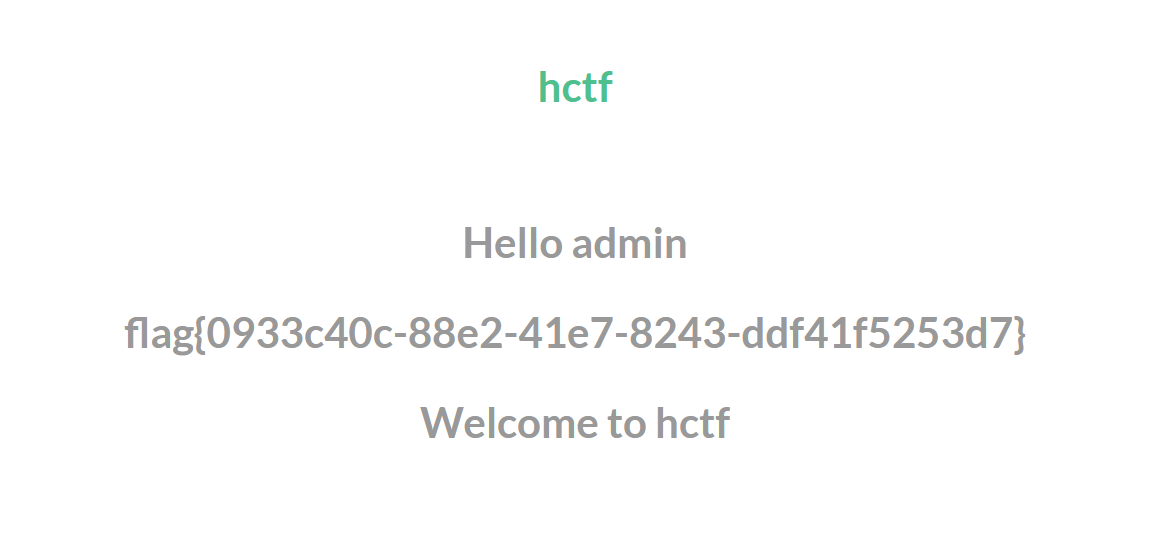 hctf
Hello admin
flag{0933c40c-88e2-41e7-8243-ddf41f5253d7}
Welcome to hctf